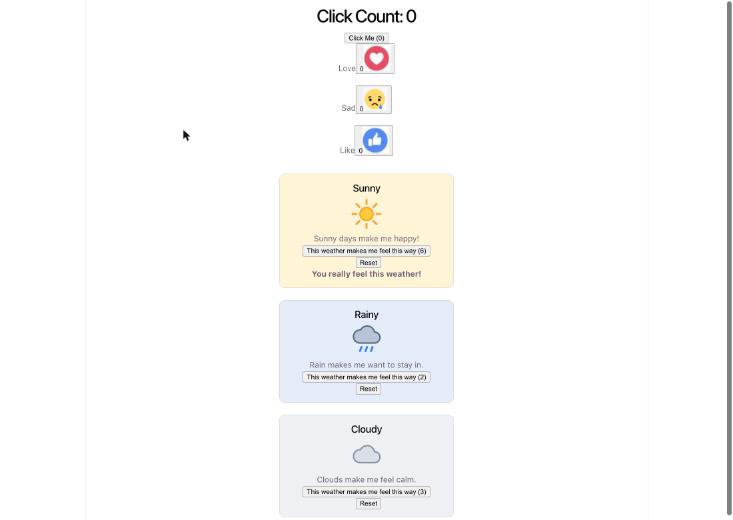 Click Count: 0
Click Me (0)
Love 0
Sad 0
Like 0
Sunny
Sunny days make me happy!
This weather makes me feel this way (6)
Reset
You really feel this weather!
Rainy
Rain makes me want to stay in.
This weather makes me feel this way (2)
Reset
Cloudy
Clouds make me feel calm.
This weather makes me feel this way (3)
Reset